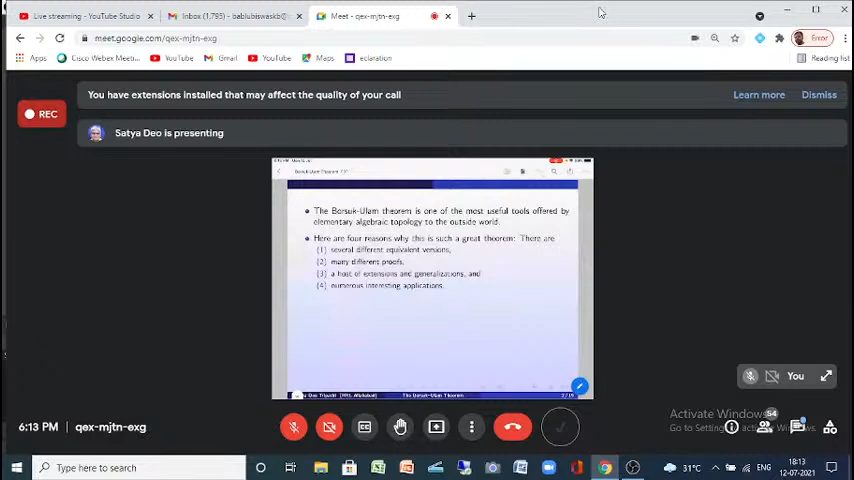 Live streaming - YouTube Studio
Inbox (1,795) - bablubiswaskb@
Meet - qex-mjtn-exg
meet.google.com/qex-mjtn-exg
Error
Apps
Cisco Webex Meeti...
YouTube
Gmail
YouTube
Maps
eclaration
Reading list
You have extensions installed that may affect the quality of your call
Learn more
Dismiss
REC
Satya Deo is presenting
The Borsuk-Ulam theorem is one of the most useful tools offered by
elementary algebraic topology to the outside world.
Here are four reasons why this is such a great theorem: There are
(1) several different equivalent versions,
(2) many different proofs,
(3) a host of extensions and generalizations, and
(4) numerous interesting applications.
The Borsuk-Ulam Theorem
2/19
You
Activate Windows
Go to Setting
54
6:13 PM
qex-mjtn-exg
Type here to search
31°C
ENG
18:13
12-07-2021